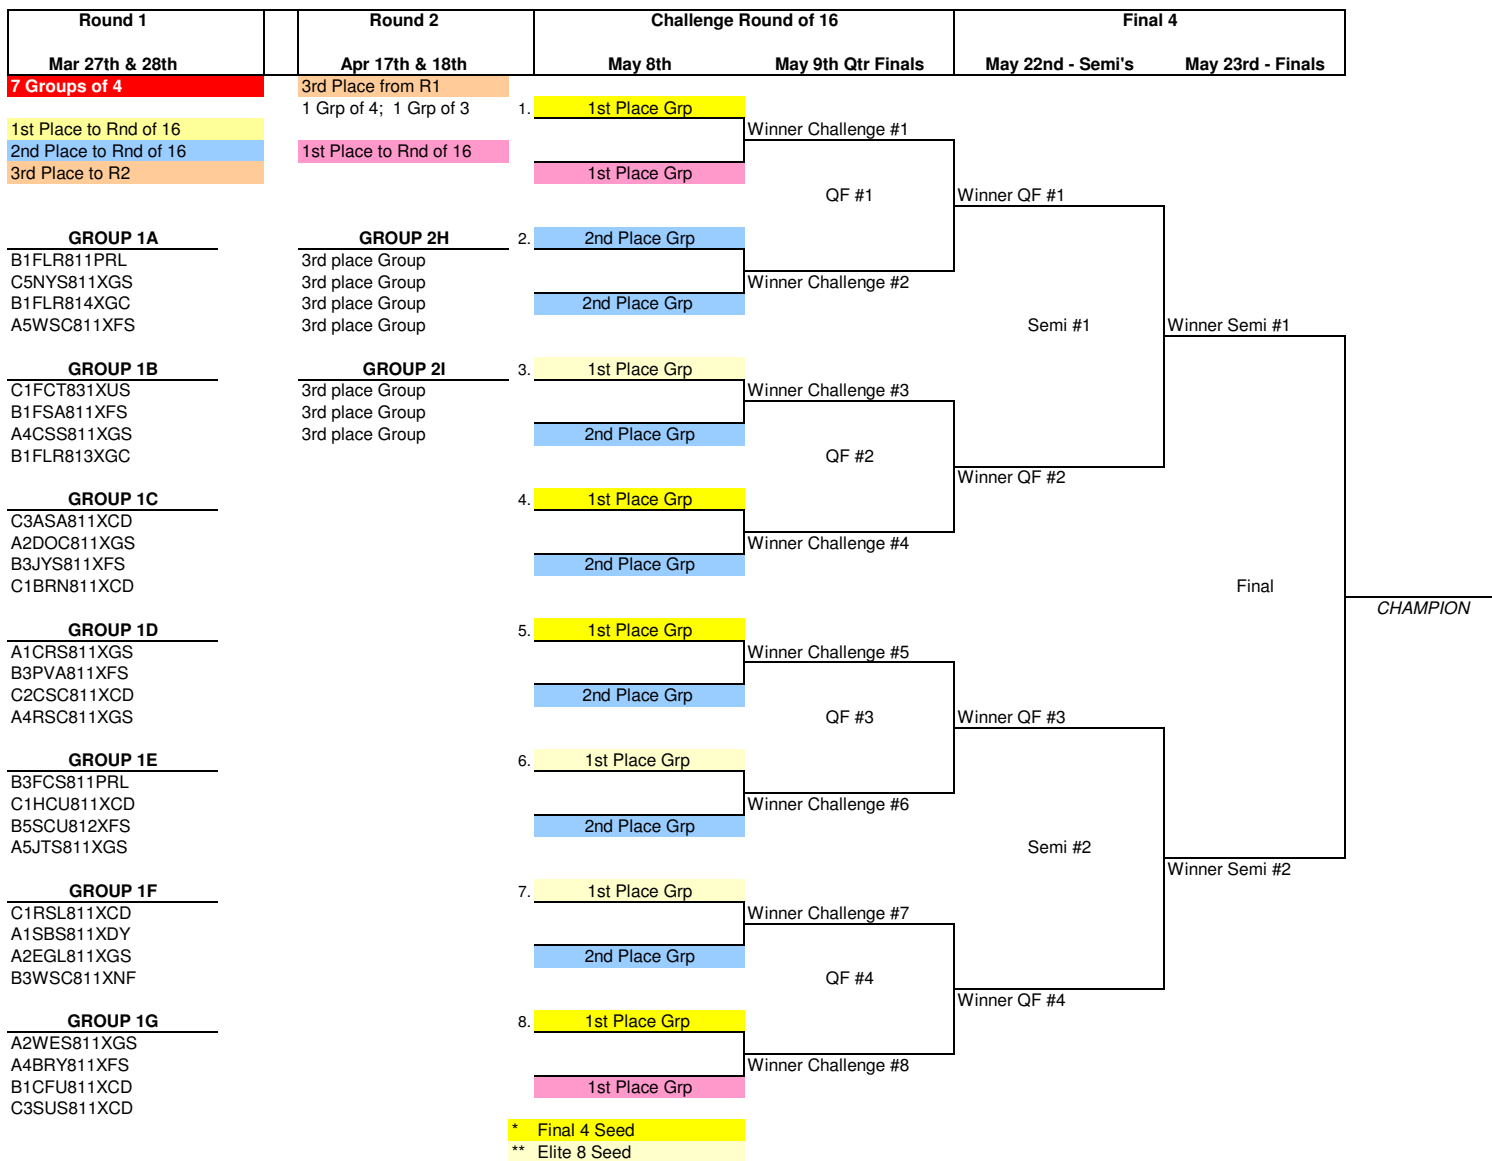 Round 1 Round 2 Challenge Round of 16 Final 4
Mar 27th & 28th Apr 17th & 18th May 8th May 9th Qtr Finals May 22nd - Semi's May 23rd - Finals
7 Groups of 4 3rd Place from R1
1 Grp of 4; 1 Grp of 3 1. 1st Place Grp
1st Place to Rnd of 16 Winner Challenge #1
2nd Place to Rnd of 16 1st Place to Rnd of 16
3rd Place to R2 1st Place Grp
QF #1 Winner QF #1
GROUP 1A GROUP 2H 2. 2nd Place Grp
B1FLR811PRL 3rd place Group
C5NYS811XGS 3rd place Group Winner Challenge #2
B1FLR814XGC 3rd place Group 2nd Place Grp
A5WSC811XFS 3rd place Group Semi #1 Winner Semi #1
GROUP 1B GROUP 2I 3. 1st Place Grp
C1FCT831XUS 3rd place Group Winner Challenge #3
B1FSA811XFS 3rd place Group
A4CSS811XGS 3rd place Group 2nd Place Grp
B1FLR813XGC QF #2
Winner QF #2
GROUP 1C 4. 1st Place Grp
C3ASA811XCD
A2DOC811XGS Winner Challenge #4
B3JYS811XFS 2nd Place Grp
C1BRN811XCD Final
CHAMPION
GROUP 1D 5. 1st Place Grp
A1CRS811XGS Winner Challenge #5
B3PVA811XFS
C2CSC811XCD 2nd Place Grp
A4RSC811XGS QF #3 Winner QF #3
GROUP 1E 6. 1st Place Grp
B3FCS811PRL
C1HCU811XCD Winner Challenge #6
B5SCU812XFS 2nd Place Grp
A5JTS811XGS Semi #2
Winner Semi #2
GROUP 1F 7. 1st Place Grp
C1RSL811XCD Winner Challenge #7
A1SBS811XDY
A2EGL811XGS 2nd Place Grp
B3WSC811XNF QF #4
Winner QF #4
GROUP 1G 8. 1st Place Grp
A2WES811XGS
A4BRY811XFS Winner Challenge #8
B1CFU811XCD 1st Place Grp
C3SUS811XCD
* Final 4 Seed
** Elite 8 Seed